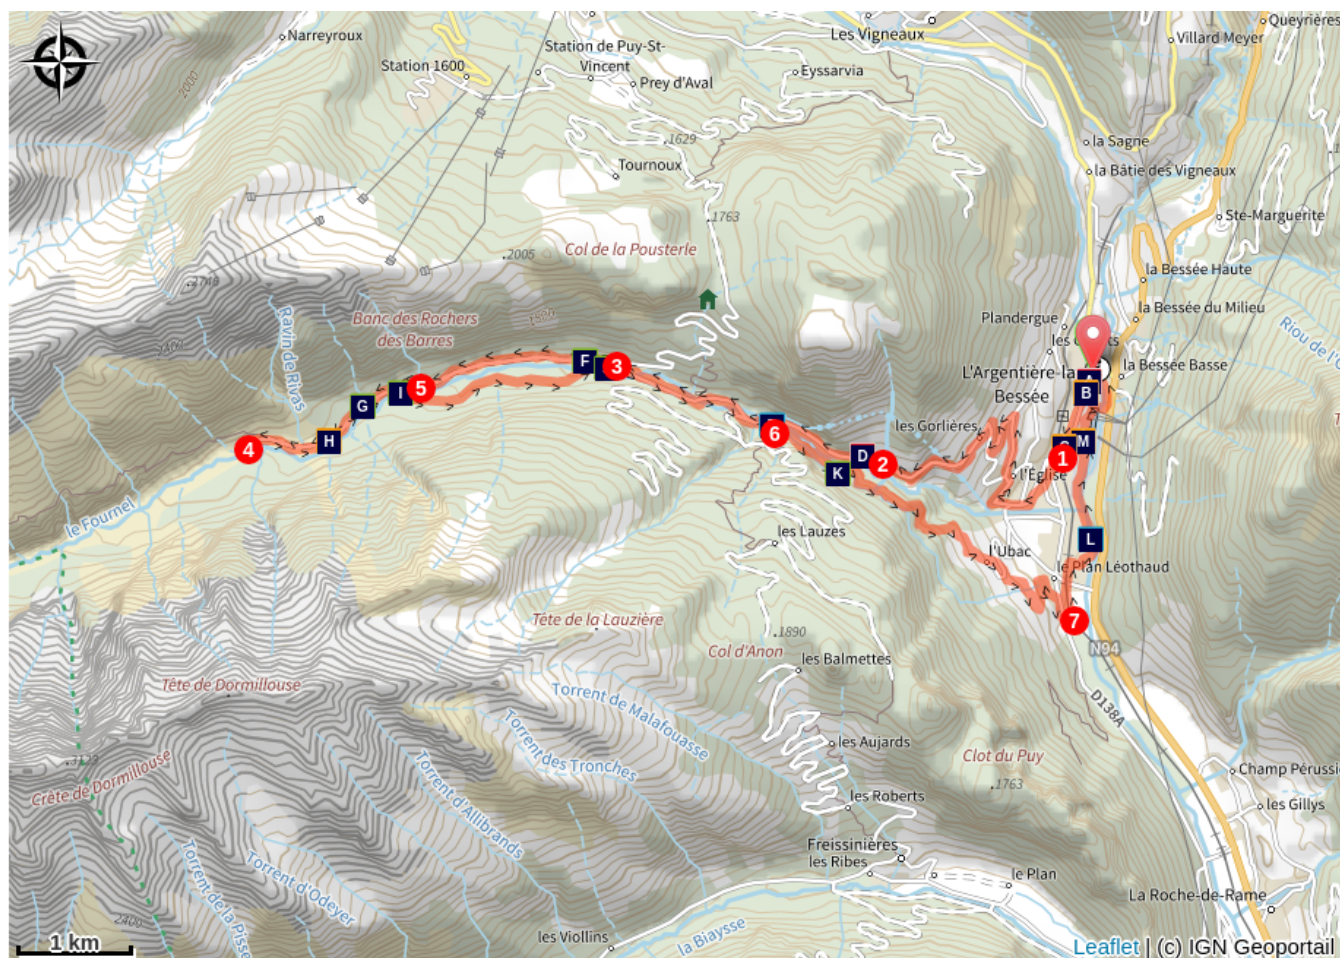 Narreyroux
Station de Puy-St-
Vincent
Les Vigneaux
Queyrières
Villard Meyer
Station 1600
Prey d'Aval
Eyssarvia
2000
.1629
la Sagne
Tournoux
la Bâtie des Vigneaux
.1763
Ste-Marguerite
Col de la Pousterle
.2005
la Bessée Haute
la Bessée du Milieu
Ravin de Rivas
Banc des Rochers
des Barres
Plandergue
Riou de
F
3
L'Argentière-la-
Bessée
la Bessée Basse
I
5
B
G
les Gorlières
6
H
M
4
D
2
1
K
l'Église
le Fournel
les Lauzes
L
l'Ubac
le Plan Léothaud
Tête de la Lauzière
7
.1890
Col d'Anon
N94
les Balmettes
Tête de Dormillouse
Torrent de Malafouasse
D138A
Torrent des Tronches
les Aujards
Clot du Puy
.1763
Champ Pérussi
Crête de Dormillouse
Torrent d'Allibrands
les Roberts
les Gillys
Freissinières
les Ribes
le Plan
Torrent d'Odeyer
Torrent de la Pisse
La Roche-de-Rame
2400
les Viollins
la Biaysse
1 km
Leaflet | (c) IGN Geoportail